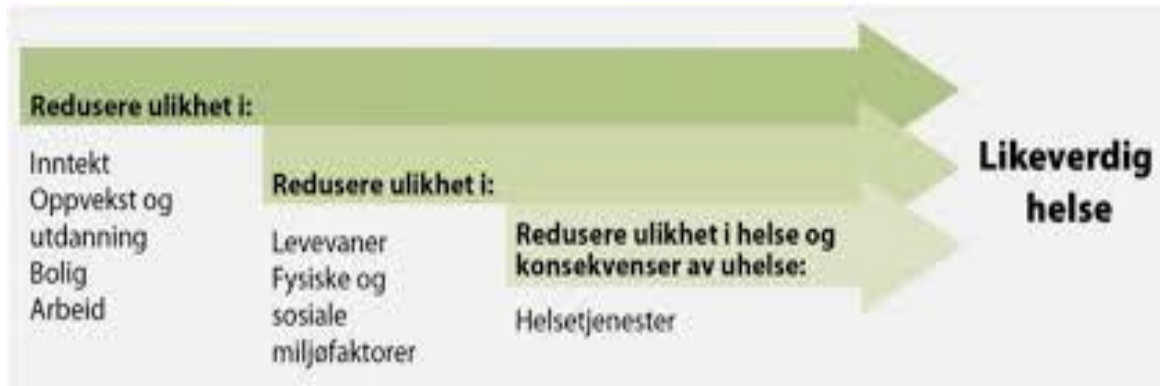 Redusere ulikhet i:
Inntekt
Oppvekst og
utdanning
Bolig
Arbeid
Redusere ulikhet i:
Levevaner
Fysiske og
sosiale
miljøfaktorer
Redusere ulikhet i helse og
konsekvenser av uhelse:
Helsetjenester
Likeverdig
helse